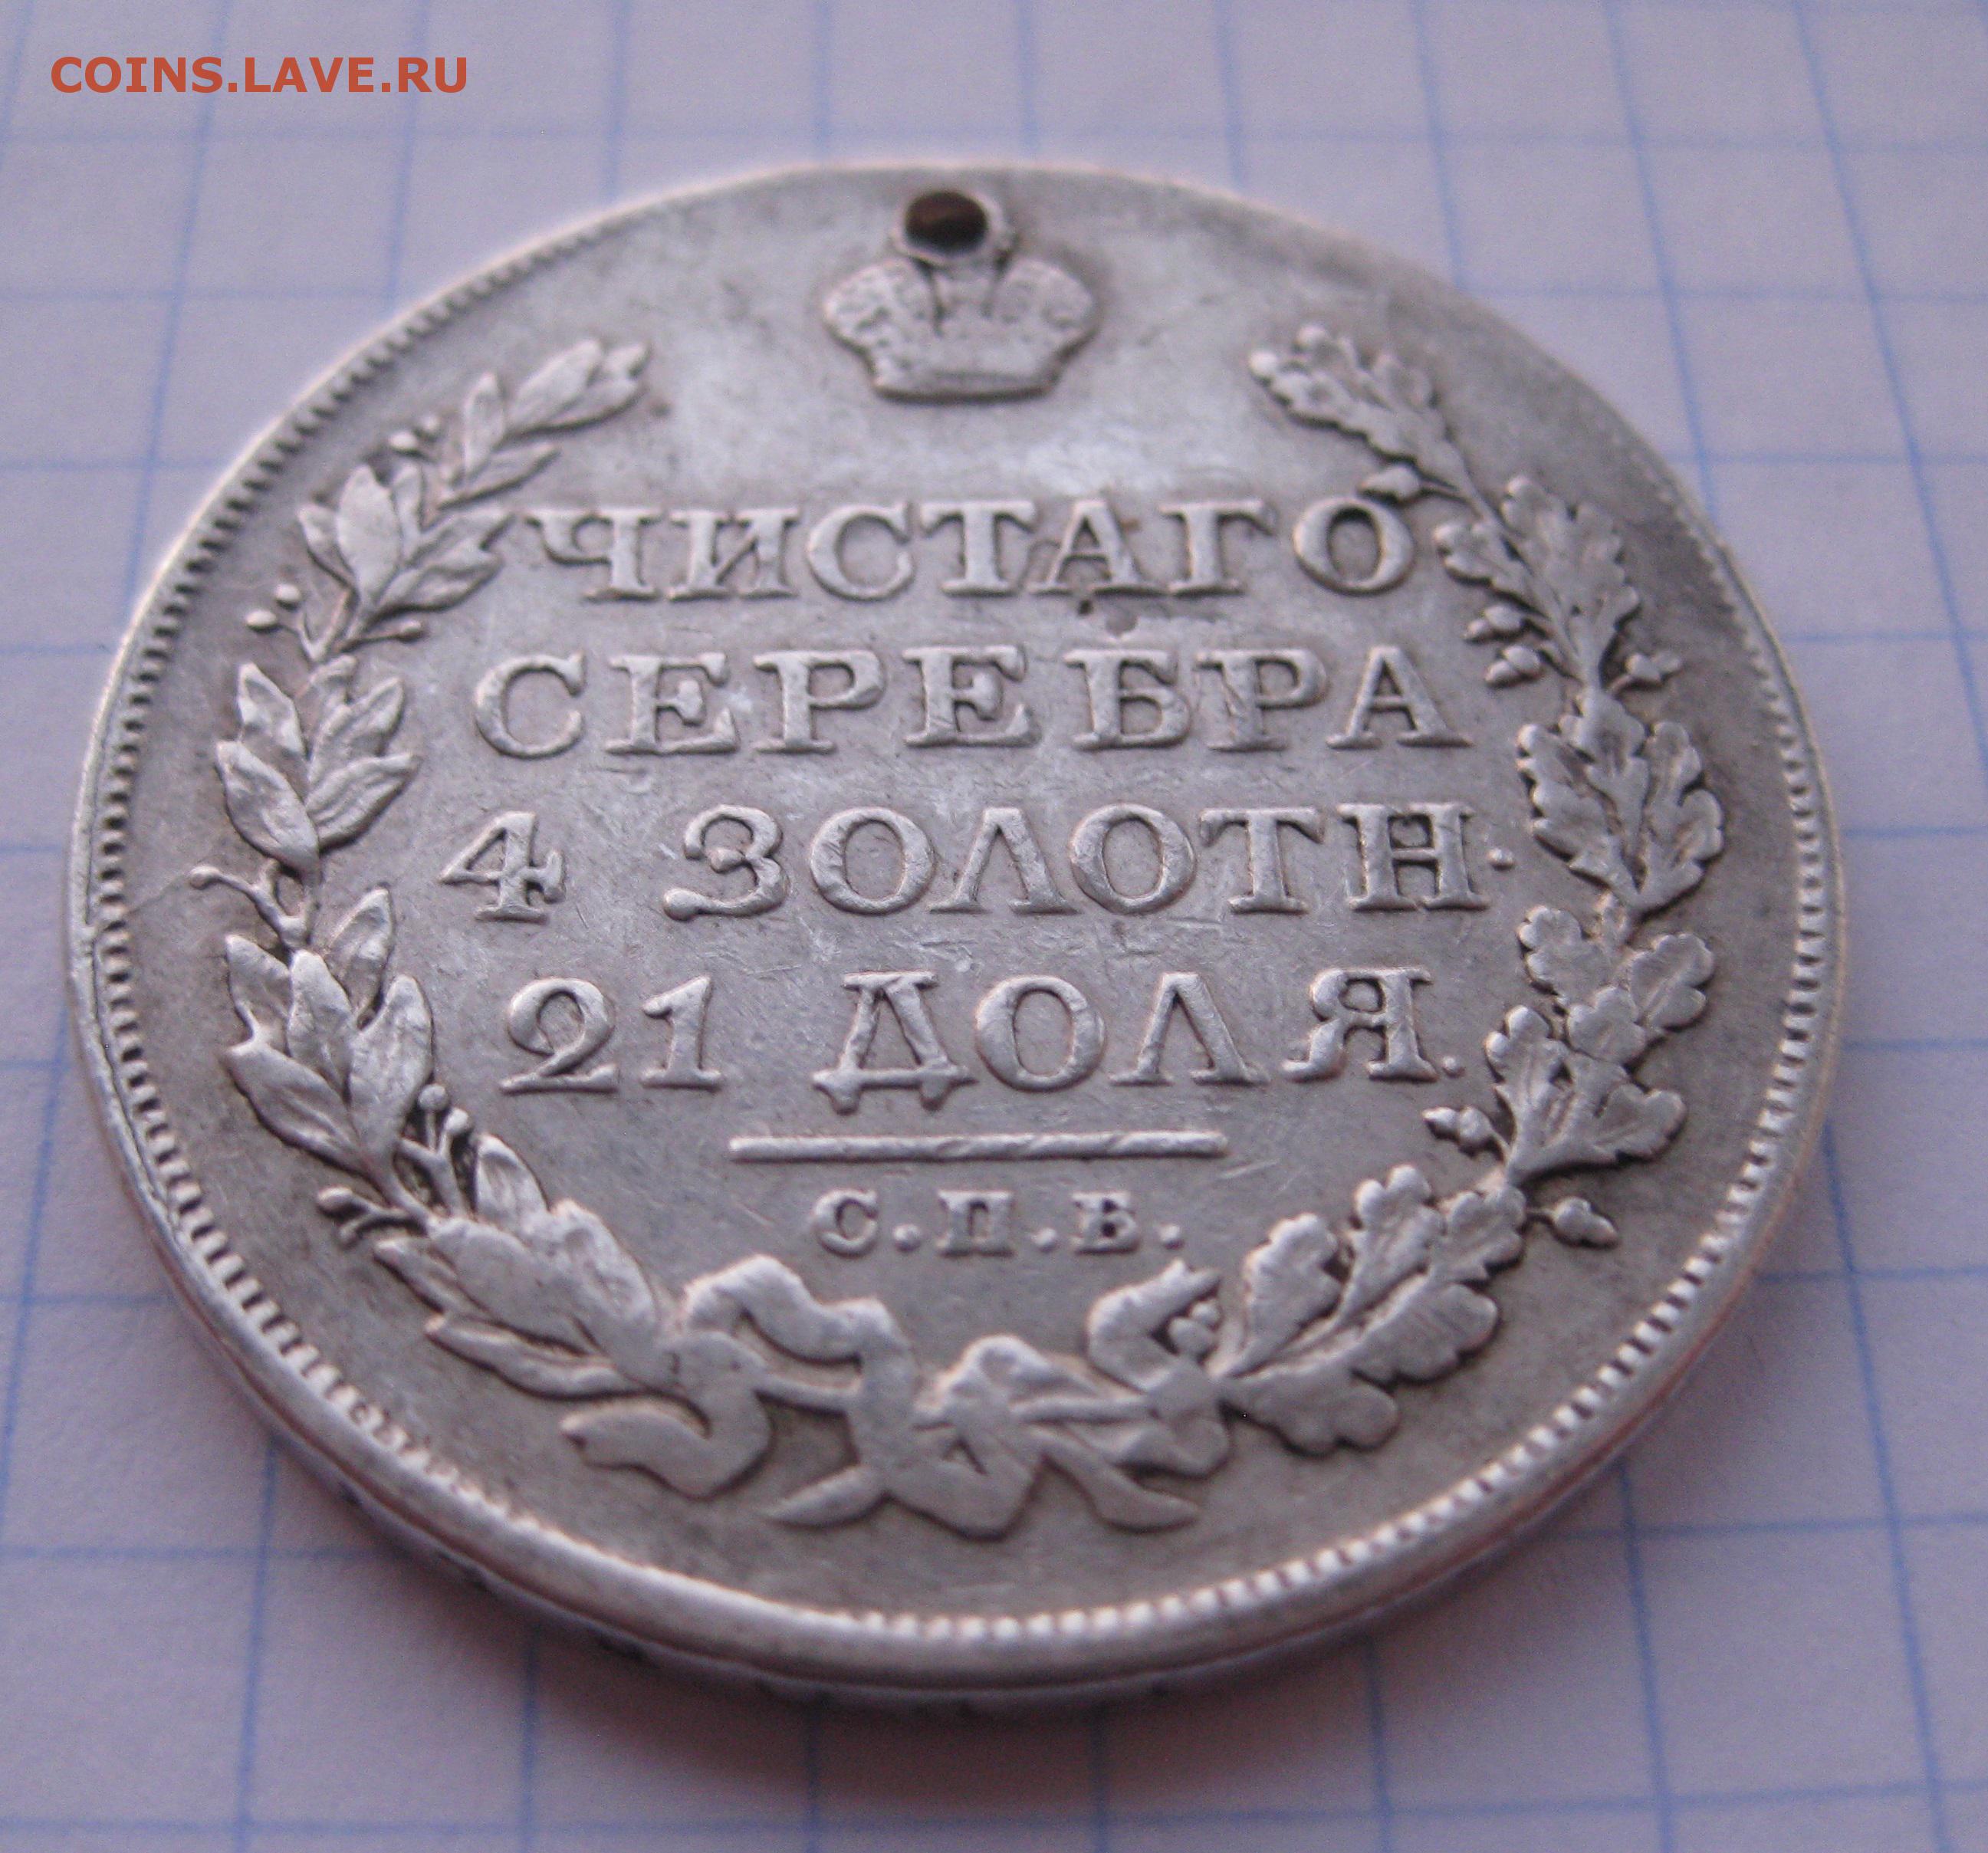 COINS.LAVE.RU
ЧИСТАГО
СЕРЕБРА
4 ЗОЛОТН.
21 ДОЛЯ.
С.П.Б.